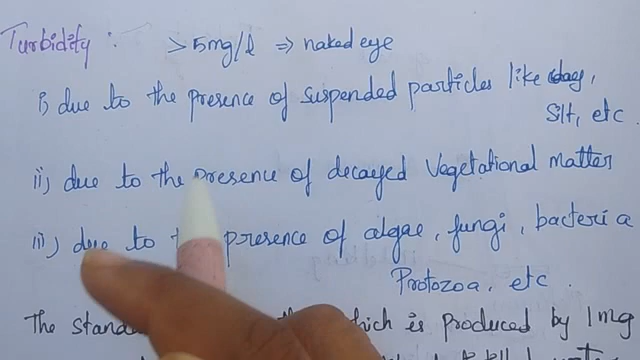 Turbidity : > 5mg/l => naked eye
i) due to the presence of suspended particles like clay,
Silt, etc
ii) due to the presence of decayed Vegetational matter
iii) due to the presence of algae, fungi, bacteria
Protozoa, etc.
The which is produced by 1mg